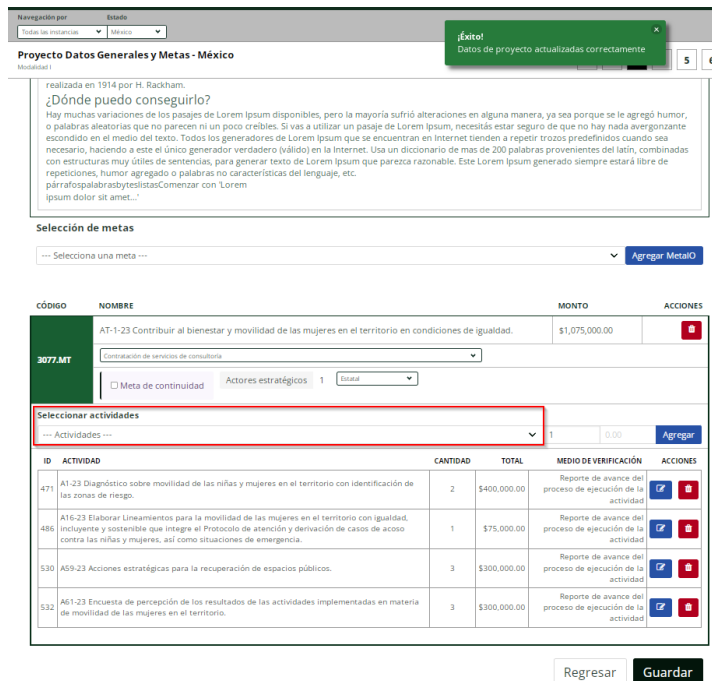 Navegación por
Estado
Todas las instancias
México
¡Éxito!
Datos de proyecto actualizadas correctamente
Proyecto Datos Generales y Metas - México
Modalidad I
5
6
realizada en 1914 por H. Rackham.
¿Dónde puedo conseguirlo?
Hay muchas variaciones de los pasajes de Lorem Ipsum disponibles, pero la mayoría sufrió alteraciones en alguna manera, ya sea porque se le agregó humor,
o palabras aleatorias que no parecen ni un poco creíbles. Si vas a utilizar un pasaje de Lorem Ipsum, necesitás estar seguro de que no hay nada avergonzante
escondido en el medio del texto. Todos los generadores de Lorem Ipsum que se encuentran en Internet tienden a repetir trozos predefinidos cuando sea
necesario, haciendo a este el único generador verdadero (válido) en la Internet. Usa un diccionario de mas de 200 palabras provenientes del latín, combinadas
con estructuras muy útiles de sentencias, para generar texto de Lorem Ipsum que parezca razonable. Este Lorem Ipsum generado siempre estará libre de
repeticiones, humor agregado o palabras no características del lenguaje, etc.
párrafospalabrasbyteslistasComenzar con 'Lorem
ipsum dolor sit amet...'
Selección de metas
--- Selecciona una meta ---
Agregar MetaIO
CÓDIGO NOMBRE MONTO ACCIONES
AT-1-23 Contribuir al bienestar y movilidad de las mujeres en el territorio en condiciones de igualdad. $1,075,000.00
3077.MT
Contratación de servicios de consultoría
Meta de continuidad Actores estratégicos 1 Estatal
Seleccionar actividades
--- Actividades --- 1 0.00 Agregar
ID ACTIVIDAD CANTIDAD TOTAL MEDIO DE VERIFICACIÓN ACCIONES
471 A1-23 Diagnóstico sobre movilidad de las niñas y mujeres en el territorio con identificación de
las zonas de riesgo. 2 $400,000.00 Reporte de avance del
proceso de ejecución de la
actividad
486 A16-23 Elaborar Lineamientos para la movilidad de las mujeres en el territorio con igualdad,
incluyente y sostenible que integre el Protocolo de atención y derivación de casos de acoso
contra las niñas y mujeres, así como situaciones de emergencia. 1 $75,000.00 Reporte de avance del
proceso de ejecución de la
actividad
530 A59-23 Acciones estratégicas para la recuperación de espacios públicos. 3 $300,000.00 Reporte de avance del
proceso de ejecución de la
actividad
532 A61-23 Encuesta de percepción de los resultados de las actividades implementadas en materia
de movilidad de las mujeres en el territorio. 3 $300,000.00 Reporte de avance del
proceso de ejecución de la
actividad
Regresar Guardar